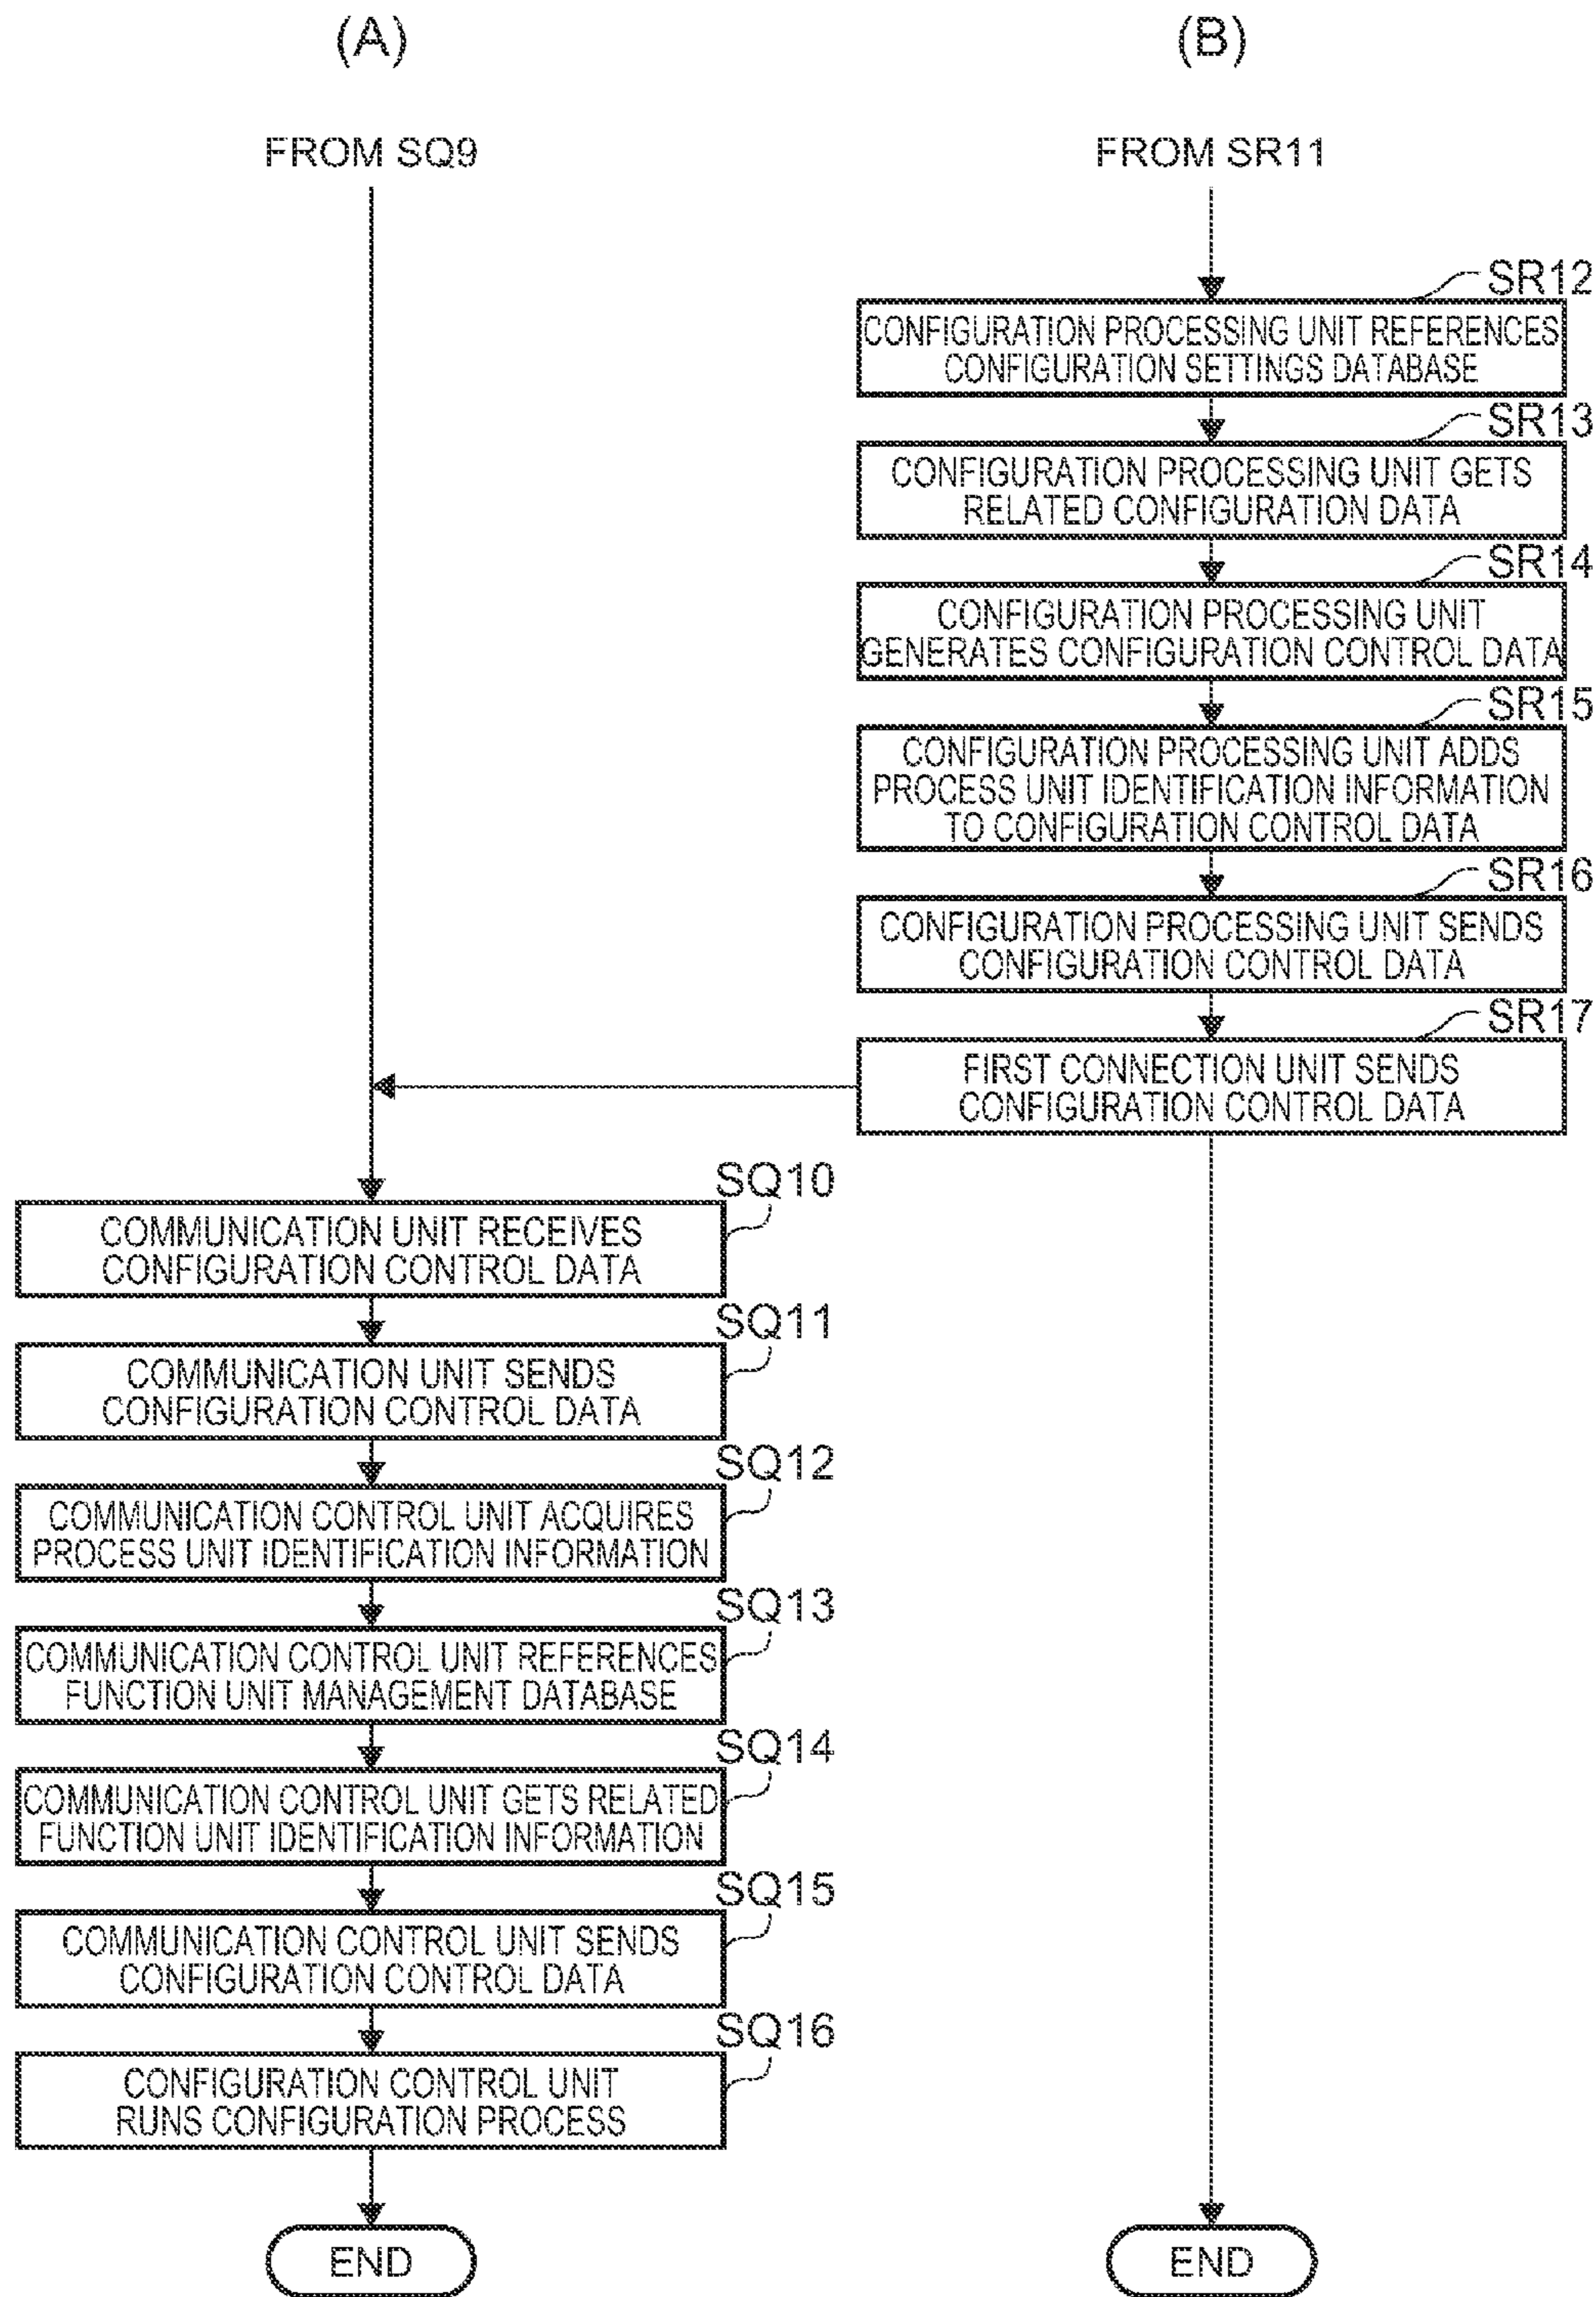 (A)
(B)
FROM SQ9
FROM SR11
SR12
CONFIGURATION PROCESSING UNIT REFERENCES
CONFIGURATION SETTINGS DATABASE
SR13
CONFIGURATION PROCESSING UNIT GETS
RELATED CONFIGURATION DATA
SR14
CONFIGURATION PROCESSING UNIT
GENERATES CONFIGURATION CONTROL DATA
SR15
CONFIGURATION PROCESSING UNIT ADDS
PROCESS UNIT IDENTIFICATION INFORMATION
TO CONFIGURATION CONTROL DATA
SR16
CONFIGURATION PROCESSING UNIT SENDS
CONFIGURATION CONTROL DATA
SR17
FIRST CONNECTION UNIT SENDS
CONFIGURATION CONTROL DATA
SQ10
COMMUNICATION UNIT RECEIVES
CONFIGURATION CONTROL DATA
SQ11
COMMUNICATION UNIT SENDS
CONFIGURATION CONTROL DATA
SQ12
COMMUNICATION CONTROL UNIT ACQUIRES
PROCESS UNIT IDENTIFICATION INFORMATION
SQ13
COMMUNICATION CONTROL UNIT REFERENCES
FUNCTION UNIT MANAGEMENT DATABASE
SQ14
COMMUNICATION CONTROL UNIT GETS RELATED
FUNCTION UNIT IDENTIFICATION INFORMATION
SQ15
COMMUNICATION CONTROL UNIT SENDS
CONFIGURATION CONTROL DATA
SQ16
CONFIGURATION CONTROL UNIT
RUNS CONFIGURATION PROCESS
END
END